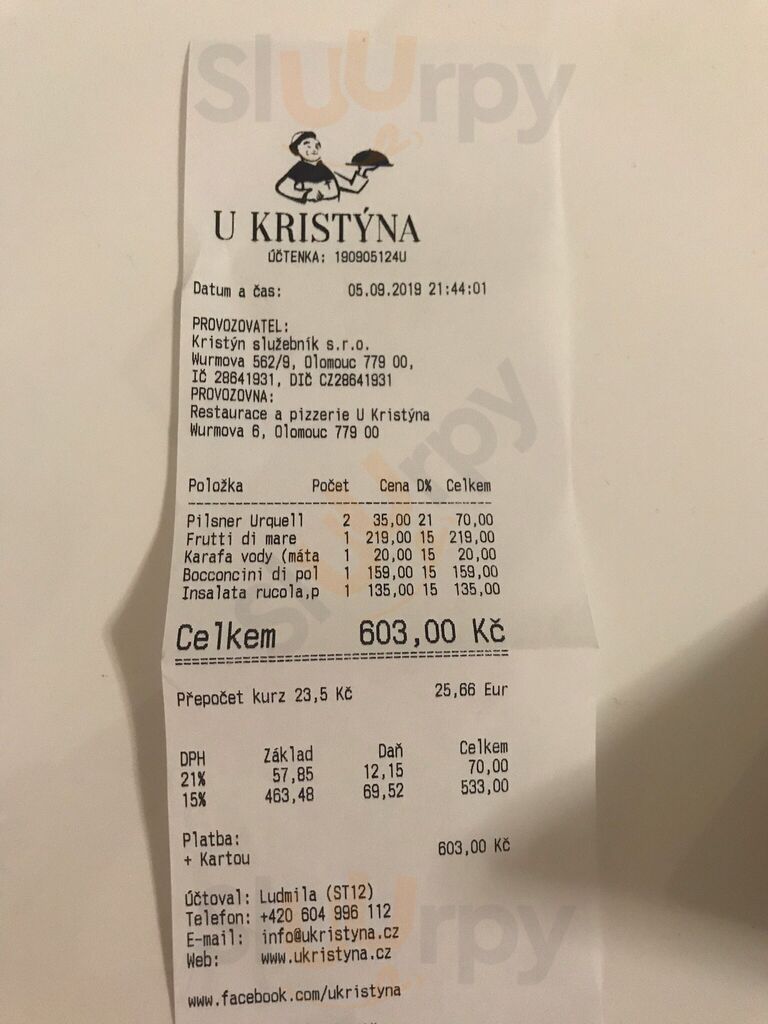 SluUrpy
U KRISTÝNA
ÚČTENKA: 190905124U
Datum a čas: 05.09.2019 21:44:01
PROVOZOVATEL:
Kristýn služebník s.r.o.
Wurmova 562/9, Olomouc 779 00,
IČ 28641931, DIČ CZ28641931
PROVOZOVNA:
Restaurace a pizzerie U Kristýna
Wurmova 6, Olomouc 779 00
SluUrpy
Položka Počet Cena D% Celkem
Pilsner Urquell 2 35,00 21 70,00
Frutti di mare 1 219,00 15 219,00
Karafa vody (máta 1 20,00 15 20,00
Bocconcini di pol 1 159,00 15 159,00
Insalata rucola,p 1 135,00 15 135,00
Celkem 603,00 Kč
Přepočet kurz 23,5 Kč 25,66 Eur
DPH Základ Daň Celkem
21% 57,85 12,15 70,00
15% 463,48 69,52 533,00
Platba:
+ Kartou 603,00 Kč
Účtoval: Ludmila (ST12)
Telefon: +420 604 996 112
E-mail: info@ukristyna.cz
Web: www.ukristyna.cz
SluUrpy
www.facebook.com/ukristyna